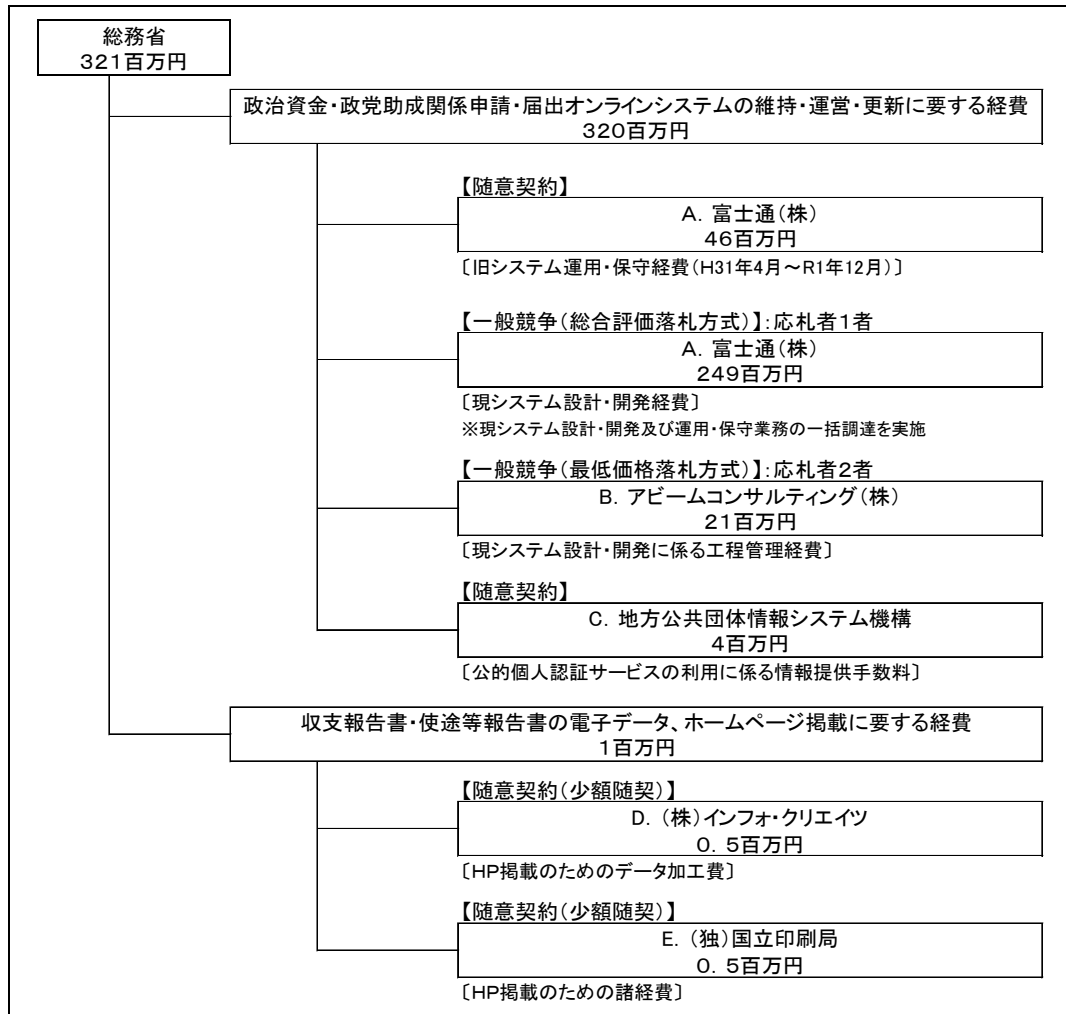 総務省
321百万円
政治資金・政党助成関係申請・届出オンラインシステムの維持・運営・更新に要する経費
320百万円
【随意契約】
A. 富士通(株)
46百万円
〔旧システム運用・保守経費(H31年4月～R1年12月)〕
【一般競争(総合評価落札方式)】:応札者1者
A. 富士通(株)
249百万円
〔現システム設計・開発経費〕
※現システム設計・開発及び運用・保守業務の一括調達を実施
【一般競争(最低価格落札方式)】:応札者2者
B. アビームコンサルティング(株)
21百万円
〔現システム設計・開発に係る工程管理経費〕
【随意契約】
C. 地方公共団体情報システム機構
4百万円
〔公的個人認証サービスの利用に係る情報提供手数料〕
収支報告書・使途等報告書の電子データ、ホームページ掲載に要する経費
1百万円
【随意契約(少額随契)】
D. (株)インフォ・クリエイツ
0. 5百万円
〔HP掲載のためのデータ加工費〕
【随意契約(少額随契)】
E. (独)国立印刷局
0. 5百万円
〔HP掲載のための諸経費〕